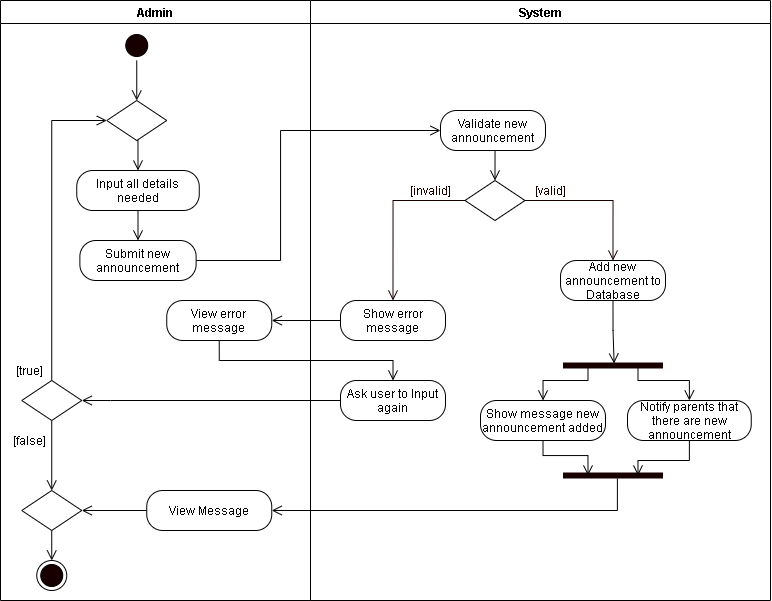 Admin
System
Validate new
announcement
Input all details
needed
[invalid]
[valid]
Submit new
announcement
Add new
announcement to
Database
View error
message
Show error
message
[true]
Ask user to Input
again
Show message new
announcement added
Notify parents that
there are new
announcement
[false]
View Message